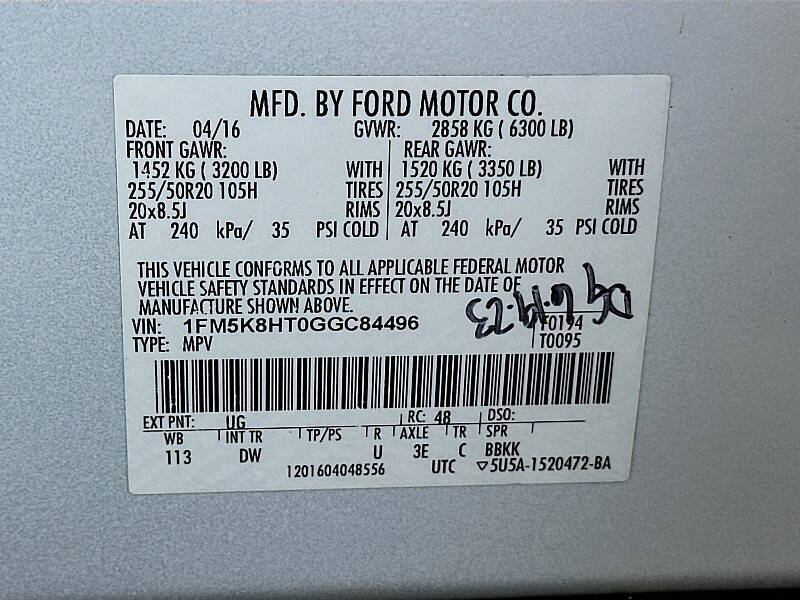 MFD. BY FORD MOTOR CO.
DATE: 04/16 GVWR: 2858 KG ( 6300 LB)
FRONT GAWR: REAR GAWR:
1452 KG ( 3200 LB) WITH 1520 KG ( 3350 LB) WITH
255/50R20 105H TIRES 255/50R20 105H TIRES
20x8.5J RIMS 20x8.5J RIMS
AT 240 kPa/ 35 PSI COLD AT 240 kPa/ 35 PSI COLD
THIS VEHICLE CONFORMS TO ALL APPLICABLE FEDERAL MOTOR
VEHICLE SAFETY STANDARDS IN EFFECT ON THE DATE OF
MANUFACTURE SHOWN ABOVE.
VIN: 1FM5K8HT0GGC84496 T0194
TYPE: MPV T0095
EXT PNT: UG RC: 48 DSO:
WB INT TR TP/PS R AXLE TR SPR
113 DW U 3E C BBKK
1201604048556 UTC ▽5U5A-1520472-BA